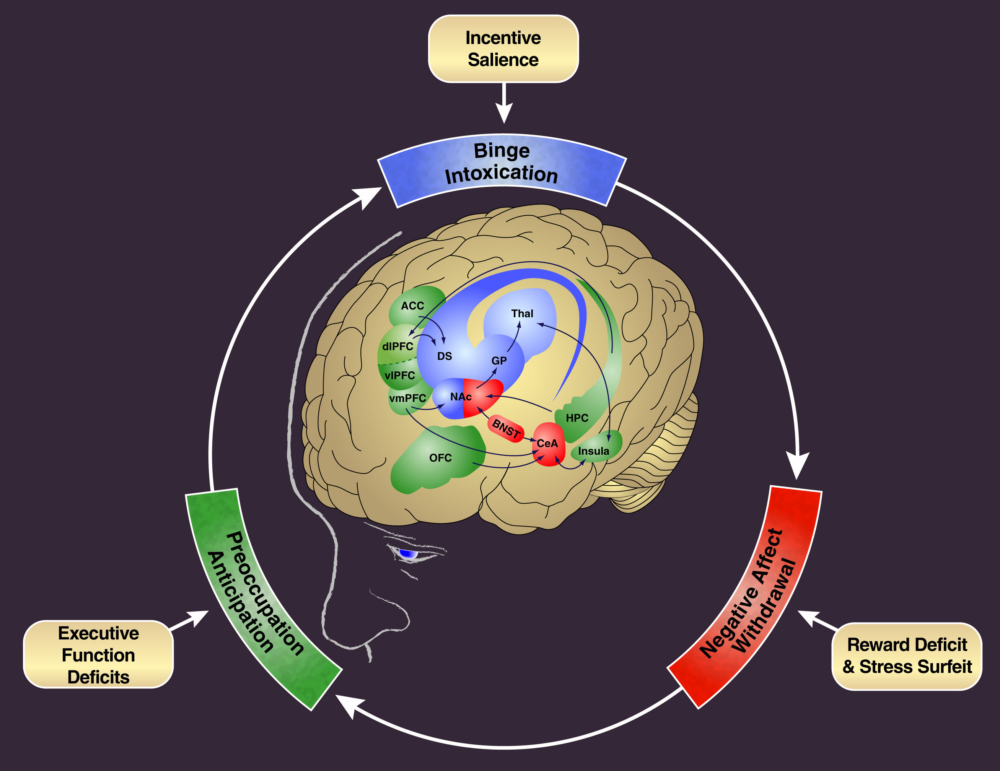 Incentive
Salience
Binge
Intoxication
ACC
Thal
dlPFC
DS
GP
vlPFC
NAc
vmPFC
HPC
BNST
CeA
Insula
OFC
Preoccupation
Anticipation
Negative Affect
Withdrawal
Executive
Function
Deficits
Reward Deficit
& Stress Surfeit